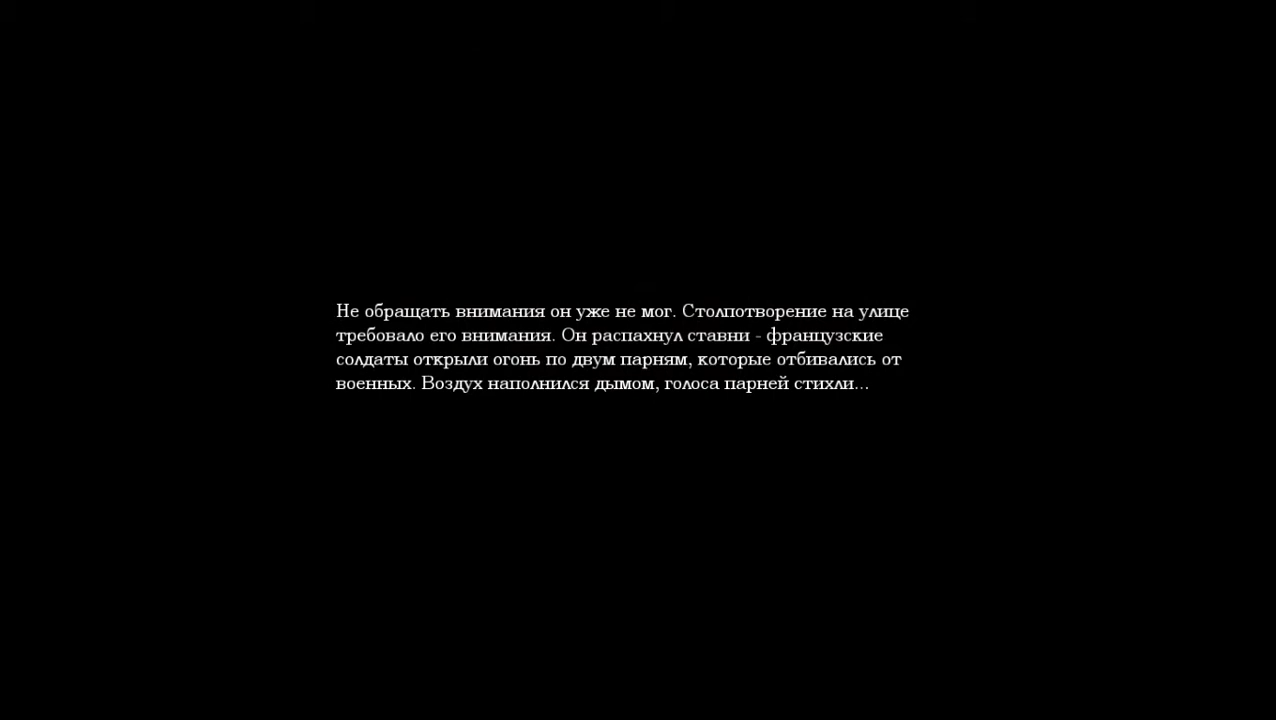 Не обращать внимания он уже не мог. Столпотворение на улице
требовало его внимания. Он распахнул ставни - французские
солдаты открыли огонь по двум парням, которые отбивались от
военных. Воздух наполнился дымом, голоса парней стихли...